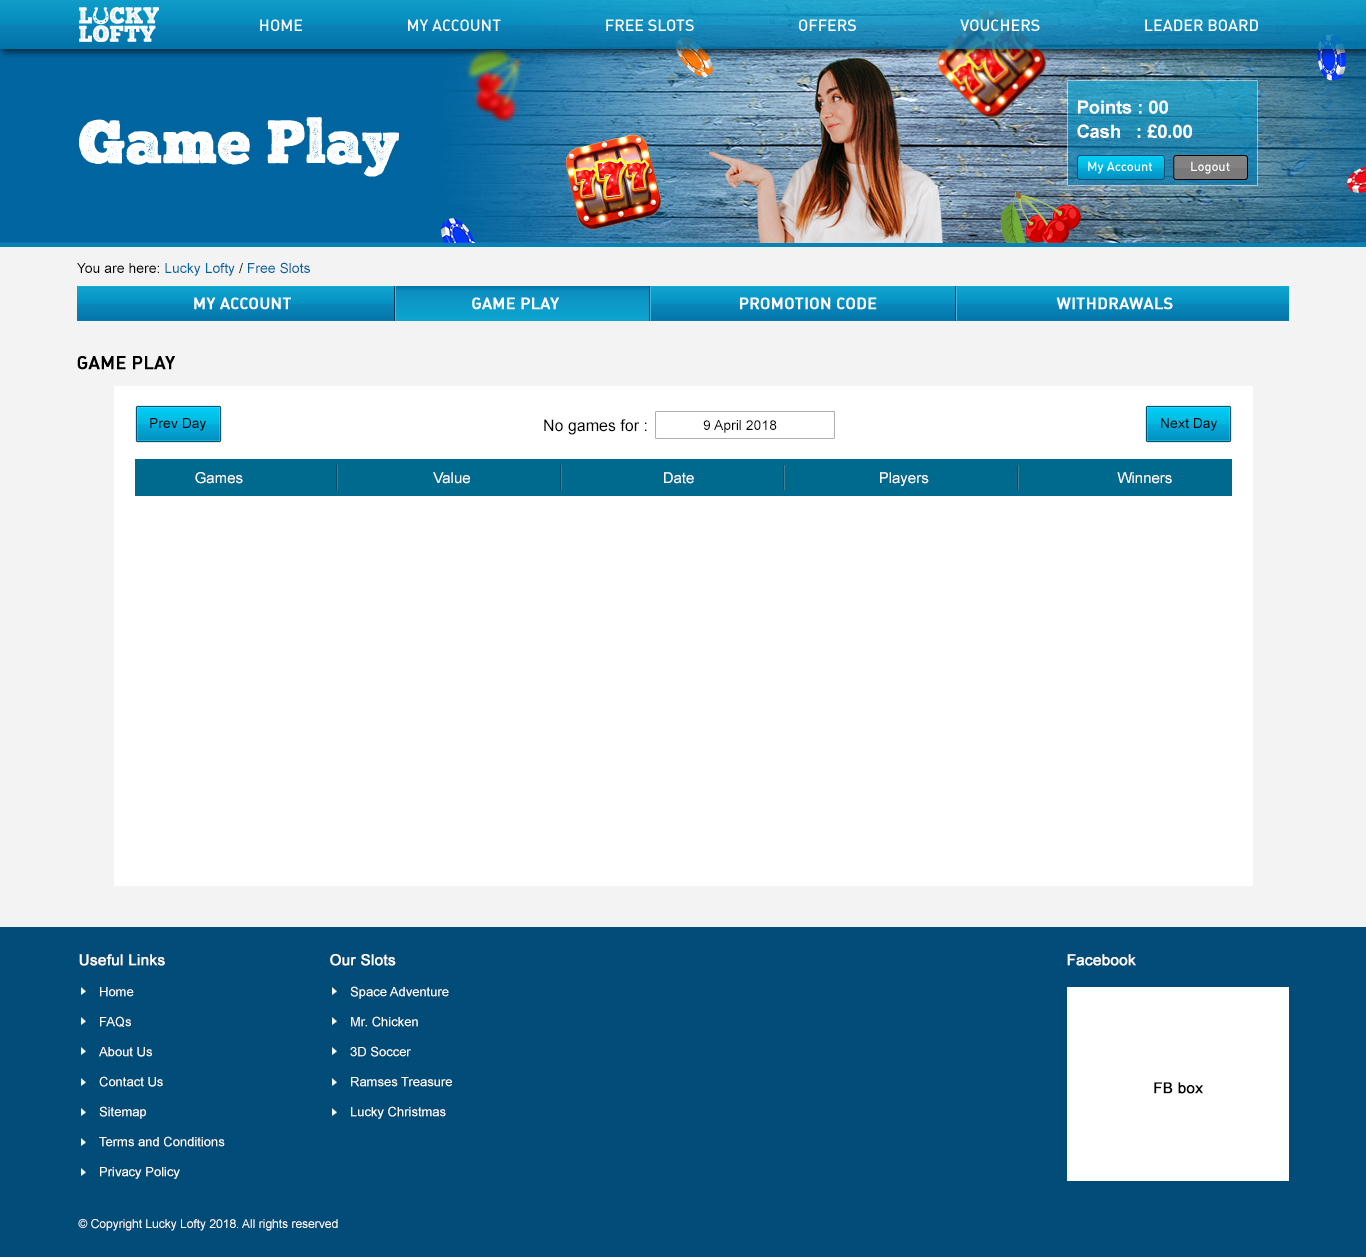 LUCKY
LOFTY
HOME
MY ACCOUNT
FREE SLOTS
OFFERS
VOUCHERS
LEADER BOARD
Game Play
777
777
Points : 00
Cash : £0.00
My Account
Logout
You are here: Lucky Lofty / Free Slots
MY ACCOUNT
GAME PLAY
PROMOTION CODE
WITHDRAWALS
GAME PLAY
Prev Day
No games for :
9 April 2018
Next Day
Games
Value
Date
Players
Winners
Useful Links
Home
FAQs
About Us
Contact Us
Sitemap
Terms and Conditions
Privacy Policy
Our Slots
Space Adventure
Mr. Chicken
3D Soccer
Ramses Treasure
Lucky Christmas
Facebook
FB box
© Copyright Lucky Lofty 2018. All rights reserved